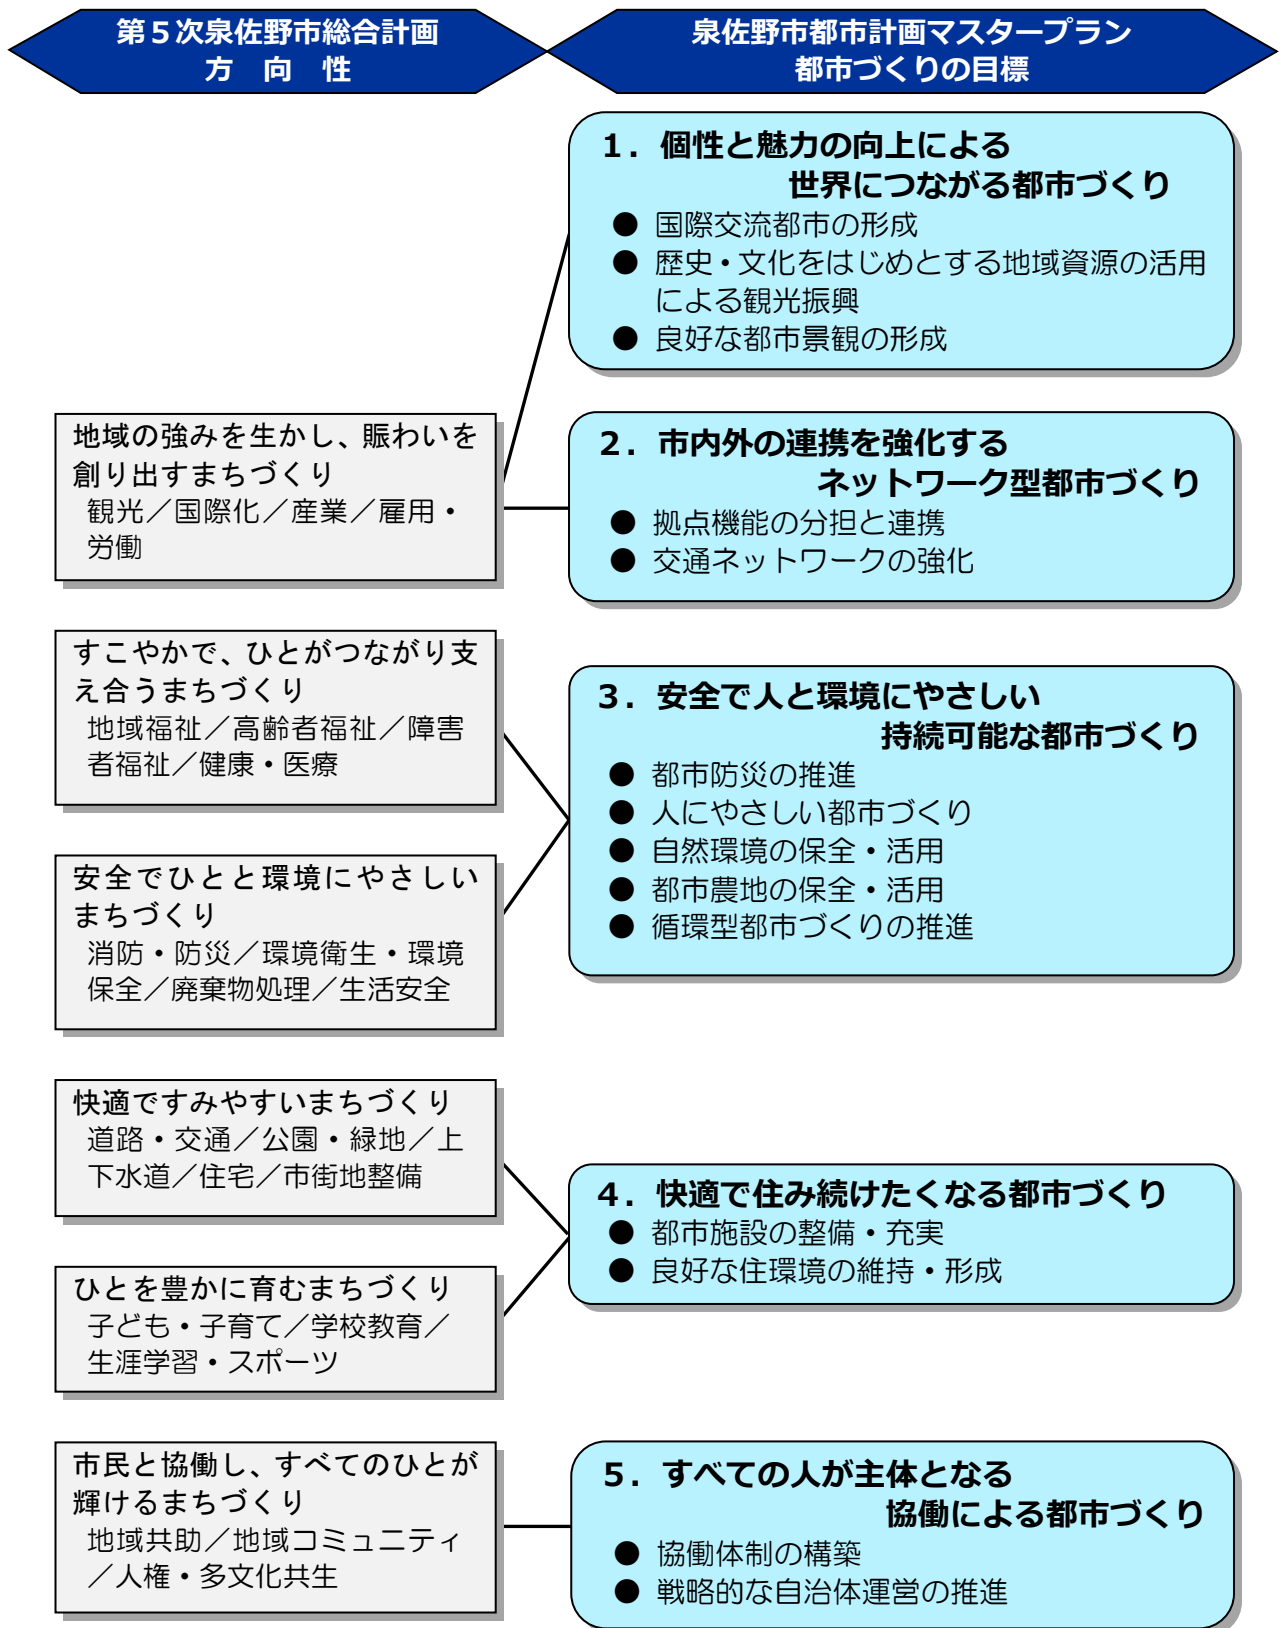 第５次泉佐野市総合計画
方　向　性
泉佐野市都市計画マスタープラン
都市づくりの目標
１．個性と魅力の向上による
世界につながる都市づくり
● 国際交流都市の形成
● 歴史・文化をはじめとする地域資源の活用
による観光振興
● 良好な都市景観の形成
地域の強みを生かし、賑わいを
創り出すまちづくり
観光／国際化／産業／雇用・
労働
２．市内外の連携を強化する
ネットワーク型都市づくり
● 拠点機能の分担と連携
● 交通ネットワークの強化
すこやかで、ひとがつながり支
え合うまちづくり
地域福祉／高齢者福祉／障害
者福祉／健康・医療
安全でひとと環境にやさしい
まちづくり
消防・防災／環境衛生・環境
保全／廃棄物処理／生活安全
３．安全で人と環境にやさしい
持続可能な都市づくり
● 都市防災の推進
● 人にやさしい都市づくり
● 自然環境の保全・活用
● 都市農地の保全・活用
● 循環型都市づくりの推進
快適ですみやすいまちづくり
道路・交通／公園・緑地／上
下水道／住宅／市街地整備
ひとを豊かに育むまちづくり
子ども・子育て／学校教育／
生涯学習・スポーツ
４．快適で住み続けたくなる都市づくり
● 都市施設の整備・充実
● 良好な住環境の維持・形成
市民と協働し、すべてのひとが
輝けるまちづくり
地域共助／地域コミュニティ
／人権・多文化共生
５．すべての人が主体となる
協働による都市づくり
● 協働体制の構築
● 戦略的な自治体運営の推進